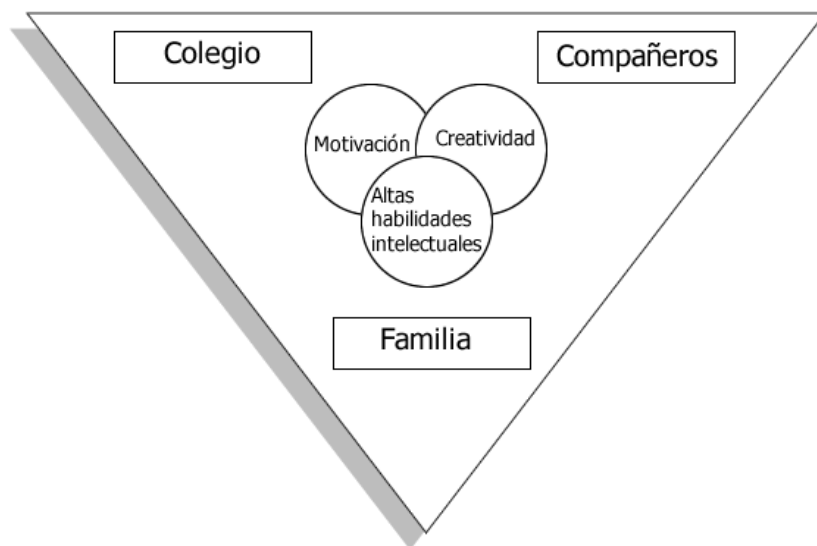 Colegio
Compañeros
Motivación
Creatividad
Altas
habilidades
intelectuales
Familia